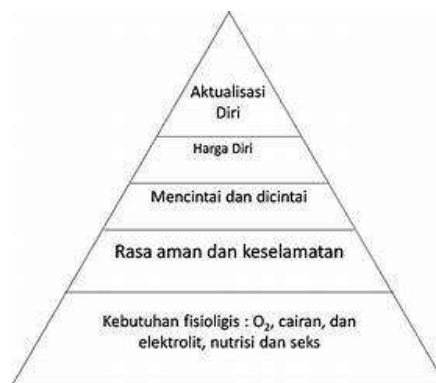 Aktualisasi
Diri
Harga Diri
Mencintai dan dicintai
Rasa aman dan keselamatan
Kebutuhan fisioligis : O₂, cairan, dan
elektrolit, nutrisi dan seks